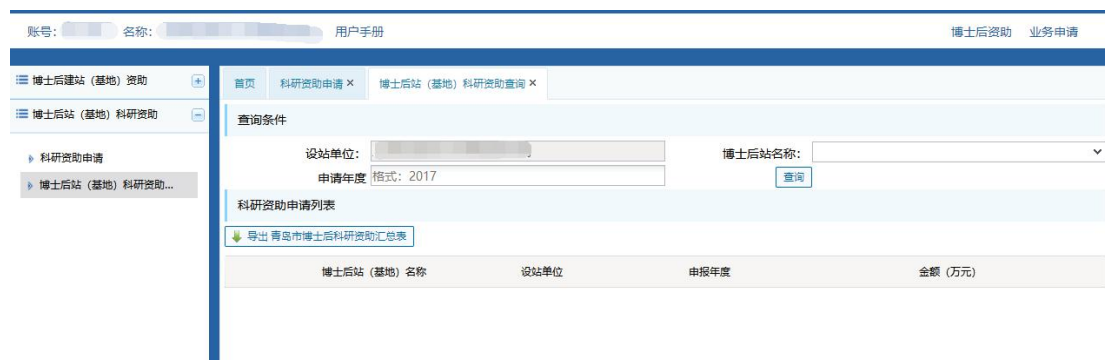 账号： 名称： 用户手册 博士后资助 业务申请
博士后建站（基地）资助
首页 科研资助申请 × 博士后站（基地）科研资助查询 ×
博士后站（基地）科研资助
查询条件
科研资助申请
设站单位： 博士后站名称：
博士后站（基地）科研资助...
申请年度 格式：2017 查询
科研资助申请列表
导出 青岛市博士后科研资助汇总表
博士后站（基地）名称 设站单位 申报年度 金额（万元）